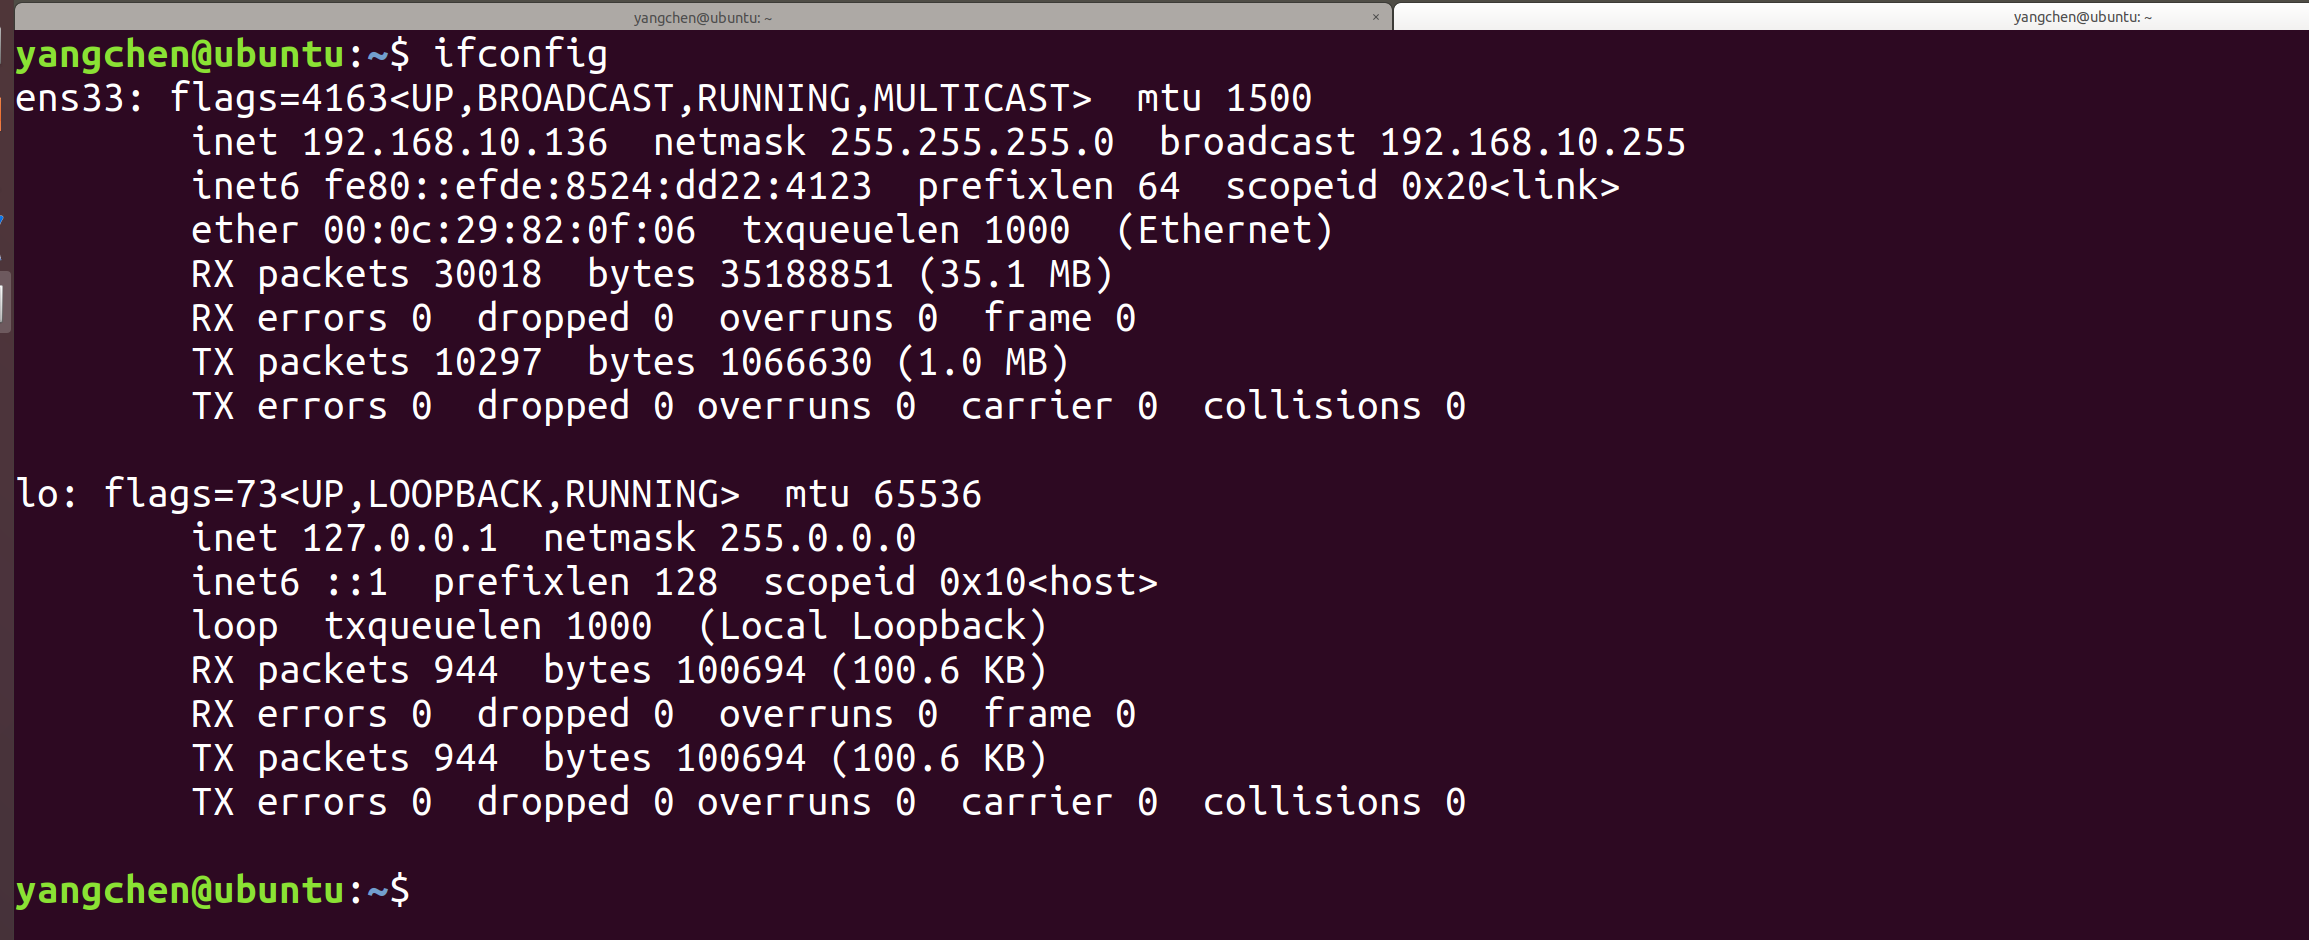 yangchen@ubuntu: ~ × yangchen@ubuntu: ~
yangchen@ubuntu:~$ ifconfig
ens33: flags=4163<UP,BROADCAST,RUNNING,MULTICAST>  mtu 1500
        inet 192.168.10.136  netmask 255.255.255.0  broadcast 192.168.10.255
        inet6 fe80::efde:8524:dd22:4123  prefixlen 64  scopeid 0x20<link>
        ether 00:0c:29:82:0f:06  txqueuelen 1000  (Ethernet)
        RX packets 30018  bytes 35188851 (35.1 MB)
        RX errors 0  dropped 0  overruns 0  frame 0
        TX packets 10297  bytes 1066630 (1.0 MB)
        TX errors 0  dropped 0 overruns 0  carrier 0  collisions 0

lo: flags=73<UP,LOOPBACK,RUNNING>  mtu 65536
        inet 127.0.0.1  netmask 255.0.0.0
        inet6 ::1  prefixlen 128  scopeid 0x10<host>
        loop  txqueuelen 1000  (Local Loopback)
        RX packets 944  bytes 100694 (100.6 KB)
        RX errors 0  dropped 0  overruns 0  frame 0
        TX packets 944  bytes 100694 (100.6 KB)
        TX errors 0  dropped 0 overruns 0  carrier 0  collisions 0

yangchen@ubuntu:~$